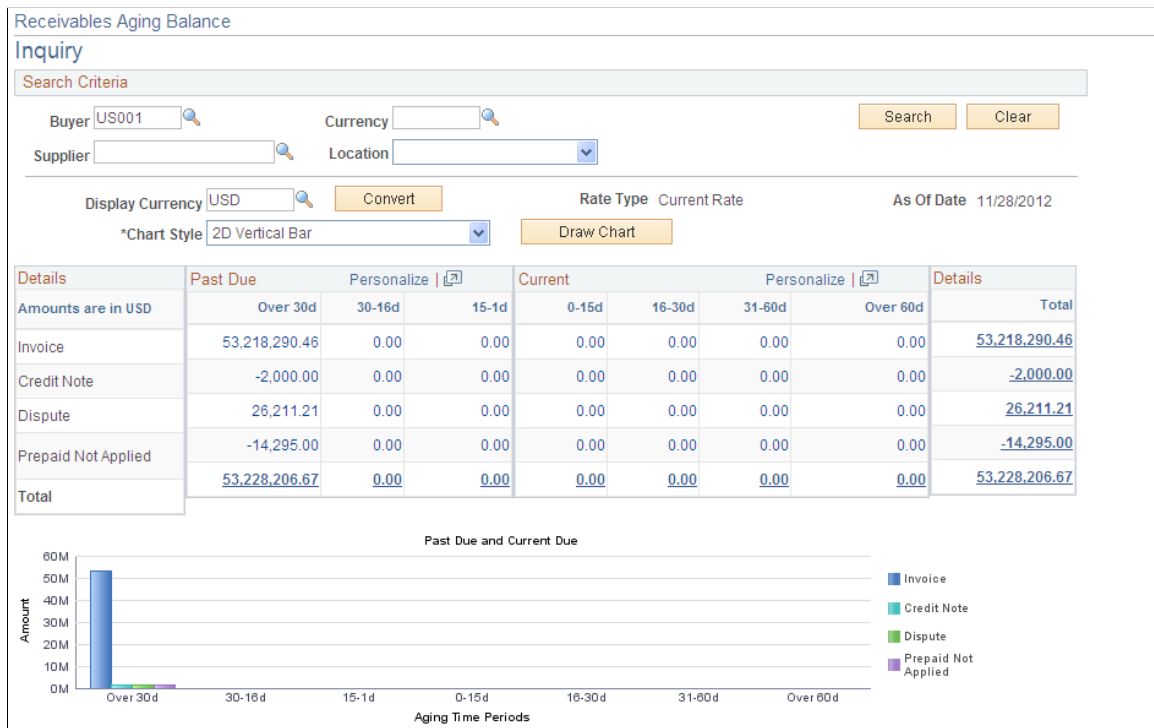 Receivables Aging Balance
Inquiry
Search Criteria
Buyer US001 Currency Search Clear
Supplier Location
Display Currency USD Convert Rate Type Current Rate As Of Date 11/28/2012
*Chart Style 2D Vertical Bar Draw Chart
Details Past Due Personalize | Current Personalize | Details
Amounts are in USD Over 30d 30-16d 15-1d 0-15d 16-30d 31-60d Over 60d Total
Invoice 53,218,290.46 0.00 0.00 0.00 0.00 0.00 0.00 53,218,290.46
Credit Note -2,000.00 0.00 0.00 0.00 0.00 0.00 0.00 -2,000.00
Dispute 26,211.21 0.00 0.00 0.00 0.00 0.00 0.00 26,211.21
Prepaid Not Applied -14,295.00 0.00 0.00 0.00 0.00 0.00 0.00 -14,295.00
Total 53,228,206.67 0.00 0.00 0.00 0.00 0.00 0.00 53,228,206.67
Past Due and Current Due
60M
50M
40M
30M
20M
10M
0M
Amount
Over 30d 30-16d 15-1d 0-15d 16-30d 31-60d Over 60d
Aging Time Periods
Invoice
Credit Note
Dispute
Prepaid Not
Applied